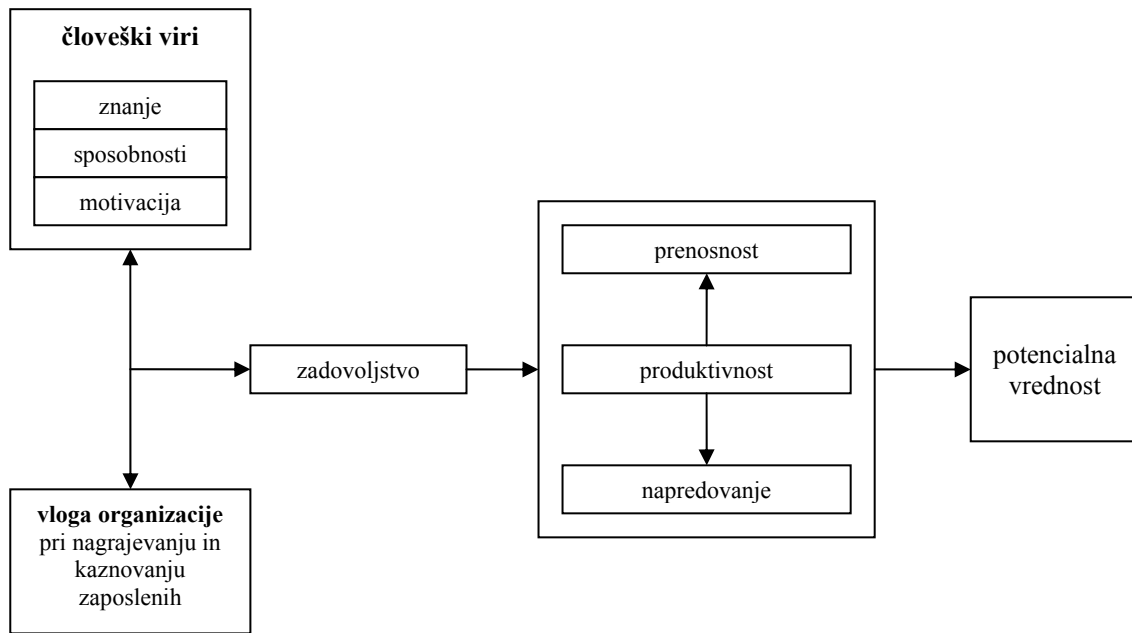 človeški viri
znanje
sposobnosti
motivacija
vloga organizacije
pri nagrajevanju in
kaznovanju
zaposlenih
zadovoljstvo
prenosnost
produktivnost
napredovanje
potencialna
vrednost